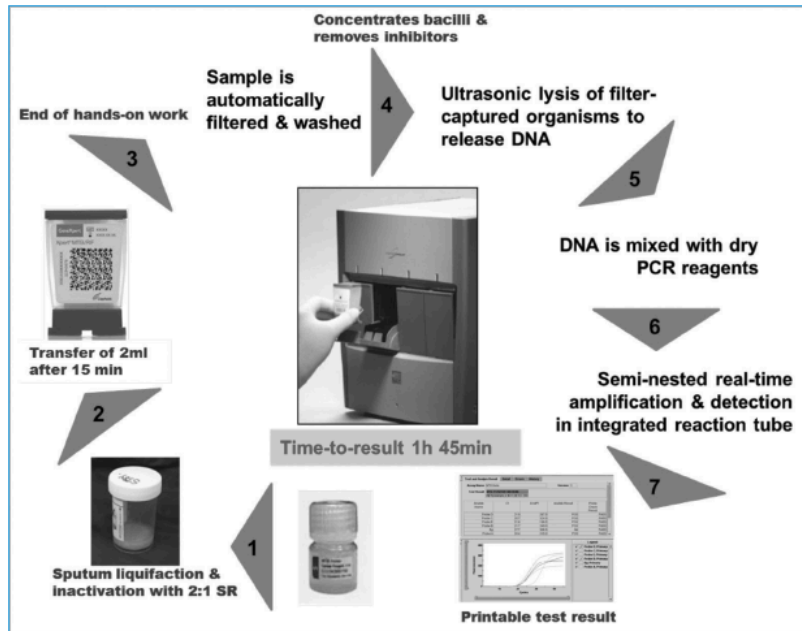 Concentrates bacilli &
removes inhibitors
Sample is
automatically
filtered & washed
4
Ultrasonic lysis of filter-
captured organisms to
release DNA
End of hands-on work
3
5
DNA is mixed with dry
PCR reagents
6
Transfer of 2ml
after 15 min
2
Semi-nested real-time
amplification & detection
in integrated reaction tube
Time-to-result 1h 45min
7
1
Sputum liquifaction &
inactivation with 2:1 SR
Printable test result